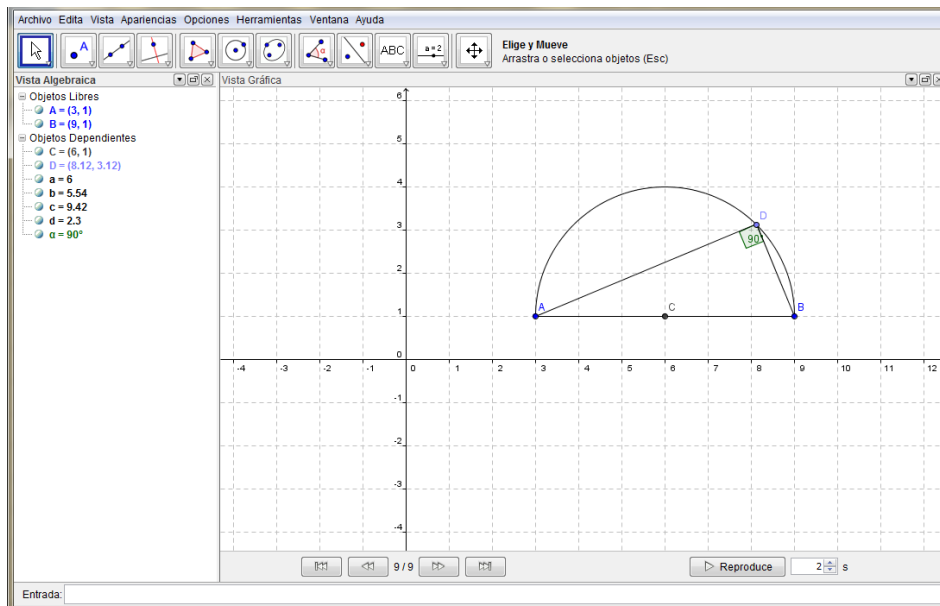 Archivo Edita Vista Apariencias Opciones Herramientas Ventana Ayuda
A
α
ABC
a=2
Elige y Mueve
Arrastra o selecciona objetos (Esc)
Vista Algebraica
Objetos Libres
A = (3, 1)
B = (9, 1)
Objetos Dependientes
C = (6, 1)
D = (8.12, 3.12)
a = 6
b = 5.54
c = 9.42
d = 2.3
α = 90°
Vista Gráfica
6
5
4
3
2
1
0
-1
-2
-3
-4
-4 -3 -2 -1 0 1 2 3 4 5 6 7 8 9 10 11 12
D
90°
A
C
B
9 / 9
Reproduce
2
s
Entrada: